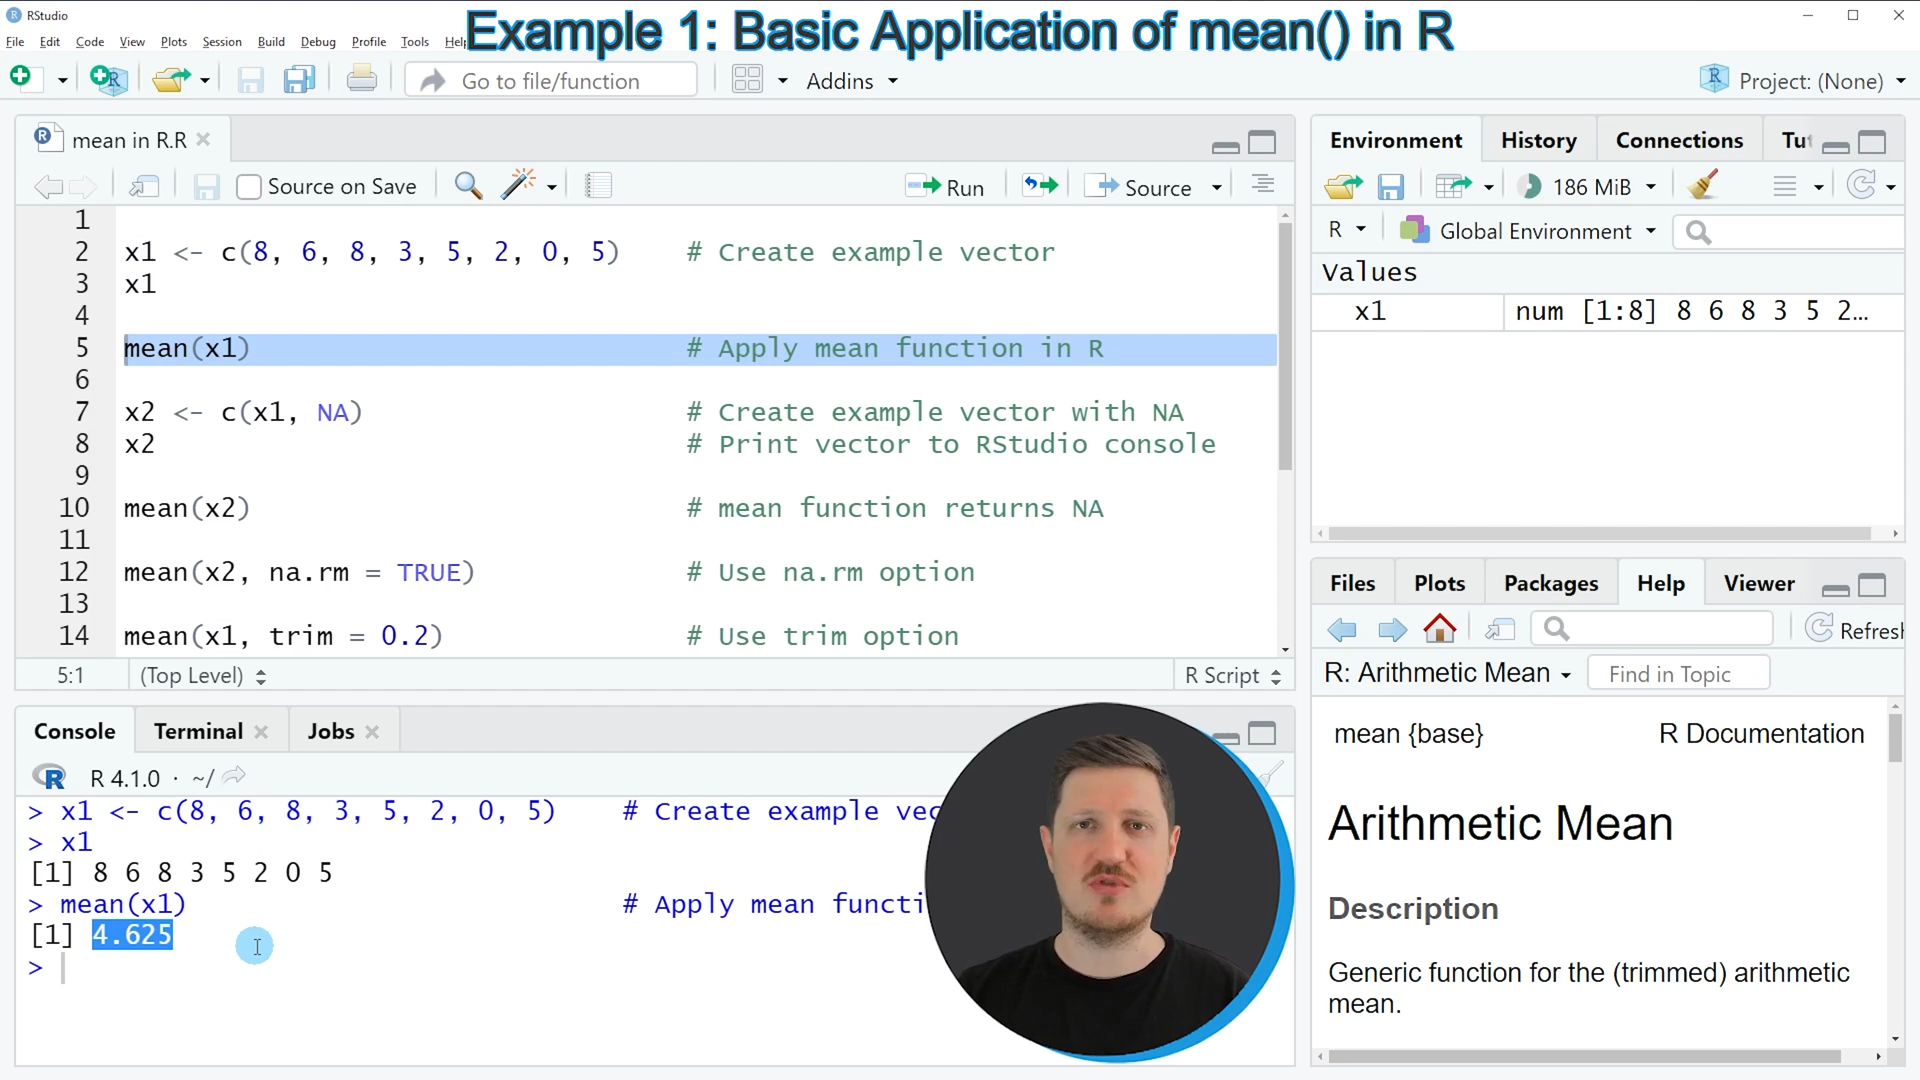 RStudio
Example 1: Basic Application of mean() in R
File Edit Code View Plots Session Build Debug Profile Tools Help
Go to file/function
Addins
Project: (None)
mean in R.R
Source on Save
Run
Source
1
2 x1 <- c(8, 6, 8, 3, 5, 2, 0, 5) # Create example vector
3 x1
4
5 mean(x1) # Apply mean function in R
6
7 x2 <- c(x1, NA) # Create example vector with NA
8 x2 # Print vector to RStudio console
9
10 mean(x2) # mean function returns NA
11
12 mean(x2, na.rm = TRUE) # Use na.rm option
13
14 mean(x1, trim = 0.2) # Use trim option
5:1 (Top Level) R Script
Console Terminal Jobs
R 4.1.0 · ~/
> x1 <- c(8, 6, 8, 3, 5, 2, 0, 5) # Create example vec
> x1
[1] 8 6 8 3 5 2 0 5
> mean(x1) # Apply mean functi
[1] 4.625
>
Environment History Connections Tut
186 MiB
R Global Environment
Values
x1 num [1:8] 8 6 8 3 5 2...
Files Plots Packages Help Viewer
Refresh
R: Arithmetic Mean Find in Topic
mean {base} R Documentation
Arithmetic Mean
Description
Generic function for the (trimmed) arithmetic
mean.